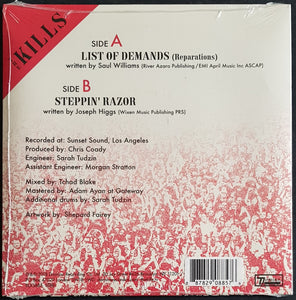 THE KILLS
SIDE A
LIST OF DEMANDS (Reparations)
written by Saul Williams (River Azara Publishing / EMI April Music Inc ASCAP)
SIDE B
STEPPIN' RAZOR
written by Joseph Higgs (Wixen Music Publishing PRS)
Recorded at: Sunset Sound, Los Angeles
Produced by: Chris Coady
Engineer: Sarah Tudzin
Assistant Engineer: Morgan Stratton
Mixed by: Tchad Blake
Mastered by: Adam Ayan at Gateway
Additional drums by: Sarah Tudzin
Artwork by: Shepard Fairey